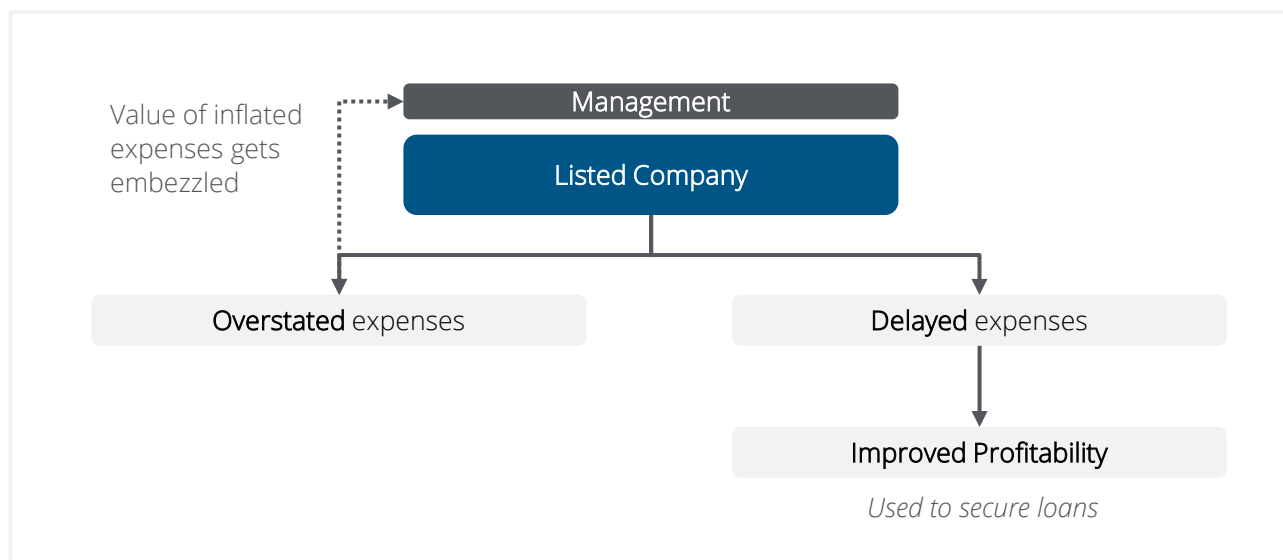 Management
Value of inflated
expenses gets
embezzled
Listed Company
Overstated expenses
Delayed expenses
Improved Profitability
Used to secure loans